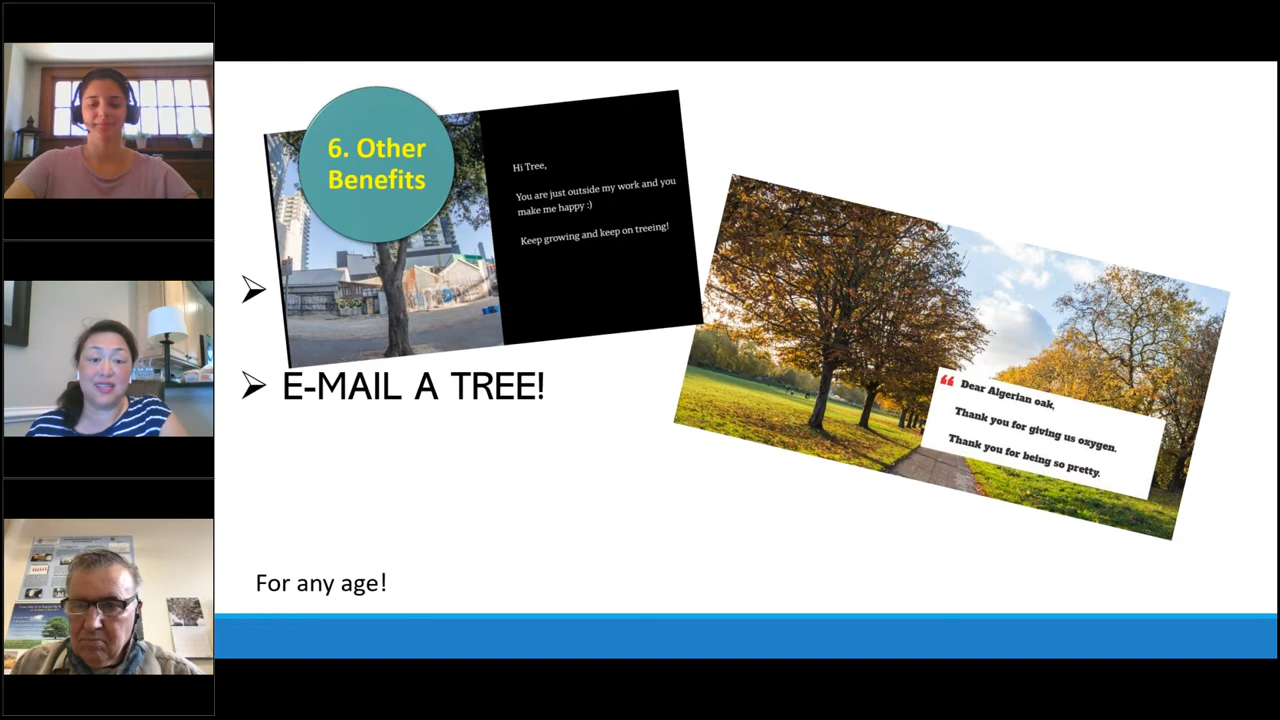 6. Other
Benefits
Hi Tree,
You are just outside my work and you
make me happy :)
Keep growing and keep on treeing!
E-MAIL A TREE!
“ Dear Algerian oak,
Thank you for giving us oxygen.
Thank you for being so pretty.
For any age!